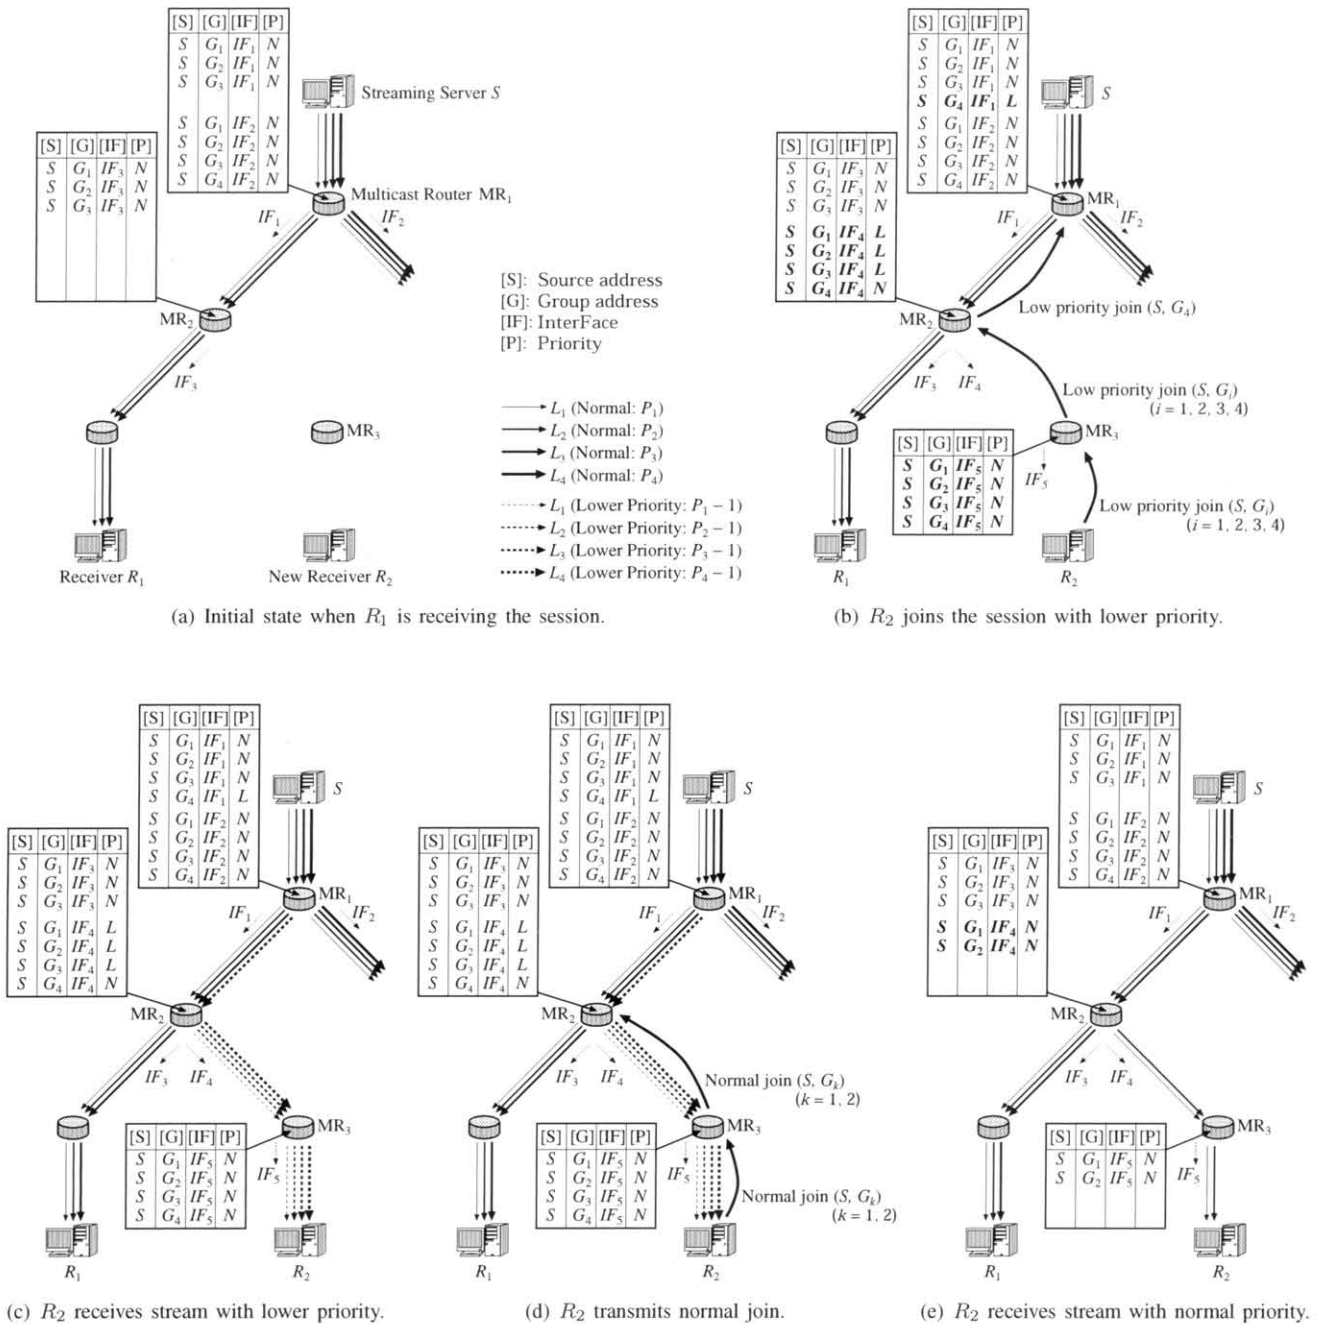 [S] [G] [IF] [P]
S G₁ IF₁ N
S G₂ IF₁ N
S G₃ IF₁ N
S G₁ IF₂ N
S G₂ IF₂ N
S G₃ IF₂ N
S G₄ IF₂ N
Streaming Server S
[S] [G] [IF] [P]
S G₁ IF₃ N
S G₂ IF₃ N
S G₃ IF₃ N
Multicast Router MR₁
IF₁
IF₂
MR₂
IF₃
MR₃
Receiver R₁
New Receiver R₂
[S]: Source address
[G]: Group address
[IF]: InterFace
[P]: Priority
L₁ (Normal: P₁)
L₂ (Normal: P₂)
L₃ (Normal: P₃)
L₄ (Normal: P₄)
L₁ (Lower Priority: P₁ − 1)
L₂ (Lower Priority: P₂ − 1)
L₃ (Lower Priority: P₃ − 1)
L₄ (Lower Priority: P₄ − 1)
(a) Initial state when R₁ is receiving the session.
[S] [G] [IF] [P]
S G₁ IF₁ N
S G₂ IF₁ N
S G₃ IF₁ N
S G₄ IF₁ L
S G₁ IF₂ N
S G₂ IF₂ N
S G₃ IF₂ N
S G₄ IF₂ N
S
[S] [G] [IF] [P]
S G₁ IF₃ N
S G₂ IF₃ N
S G₃ IF₃ N
S G₁ IF₄ L
S G₂ IF₄ L
S G₃ IF₄ L
S G₄ IF₄ N
MR₁
IF₁
IF₂
Low priority join (S, G₄)
MR₂
IF₃
IF₄
Low priority join (S, Gᵢ)
(i = 1, 2, 3, 4)
MR₃
[S] [G] [IF] [P]
S G₁ IF₅ N
S G₂ IF₅ N
S G₃ IF₅ N
S G₄ IF₅ N
IF₅
Low priority join (S, Gᵢ)
(i = 1, 2, 3, 4)
R₁
R₂
(b) R₂ joins the session with lower priority.
[S] [G] [IF] [P]
S G₁ IF₁ N
S G₂ IF₁ N
S G₃ IF₁ N
S G₄ IF₁ L
S G₁ IF₂ N
S G₂ IF₂ N
S G₃ IF₂ N
S G₄ IF₂ N
S
[S] [G] [IF] [P]
S G₁ IF₃ N
S G₂ IF₃ N
S G₃ IF₃ N
S G₁ IF₄ L
S G₂ IF₄ L
S G₃ IF₄ L
S G₄ IF₄ N
MR₁
IF₁
IF₂
MR₂
IF₃
IF₄
MR₃
[S] [G] [IF] [P]
S G₁ IF₅ N
S G₂ IF₅ N
S G₃ IF₅ N
S G₄ IF₅ N
IF₅
R₁
R₂
(c) R₂ receives stream with lower priority.
[S] [G] [IF] [P]
S G₁ IF₁ N
S G₂ IF₁ N
S G₃ IF₁ N
S G₄ IF₁ L
S G₁ IF₂ N
S G₂ IF₂ N
S G₃ IF₂ N
S G₄ IF₂ N
S
[S] [G] [IF] [P]
S G₁ IF₃ N
S G₂ IF₃ N
S G₃ IF₃ N
S G₁ IF₄ L
S G₂ IF₄ L
S G₃ IF₄ L
S G₄ IF₄ N
MR₁
IF₁
IF₂
MR₂
IF₃
IF₄
Normal join (S, Gₖ)
(k = 1, 2)
MR₃
[S] [G] [IF] [P]
S G₁ IF₅ N
S G₂ IF₅ N
S G₃ IF₅ N
S G₄ IF₅ N
IF₅
Normal join (S, Gₖ)
(k = 1, 2)
R₁
R₂
(d) R₂ transmits normal join.
[S] [G] [IF] [P]
S G₁ IF₁ N
S G₂ IF₁ N
S G₃ IF₁ N
S G₁ IF₂ N
S G₂ IF₂ N
S G₃ IF₂ N
S G₄ IF₂ N
S
[S] [G] [IF] [P]
S G₁ IF₃ N
S G₂ IF₃ N
S G₃ IF₃ N
S G₁ IF₄ N
S G₂ IF₄ N
MR₁
IF₁
IF₂
MR₂
IF₃
IF₄
MR₃
[S] [G] [IF] [P]
S G₁ IF₅ N
S G₂ IF₅ N
IF₅
R₁
R₂
(e) R₂ receives stream with normal priority.